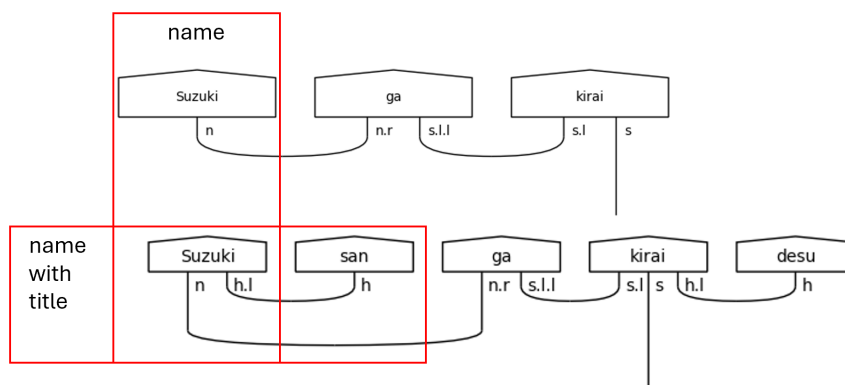 name
Suzuki ga kirai
n n.r s.l.l s.l s
name
with
title
Suzuki san ga kirai desu
n h.l h n.r s.l.l s.l s h.l h